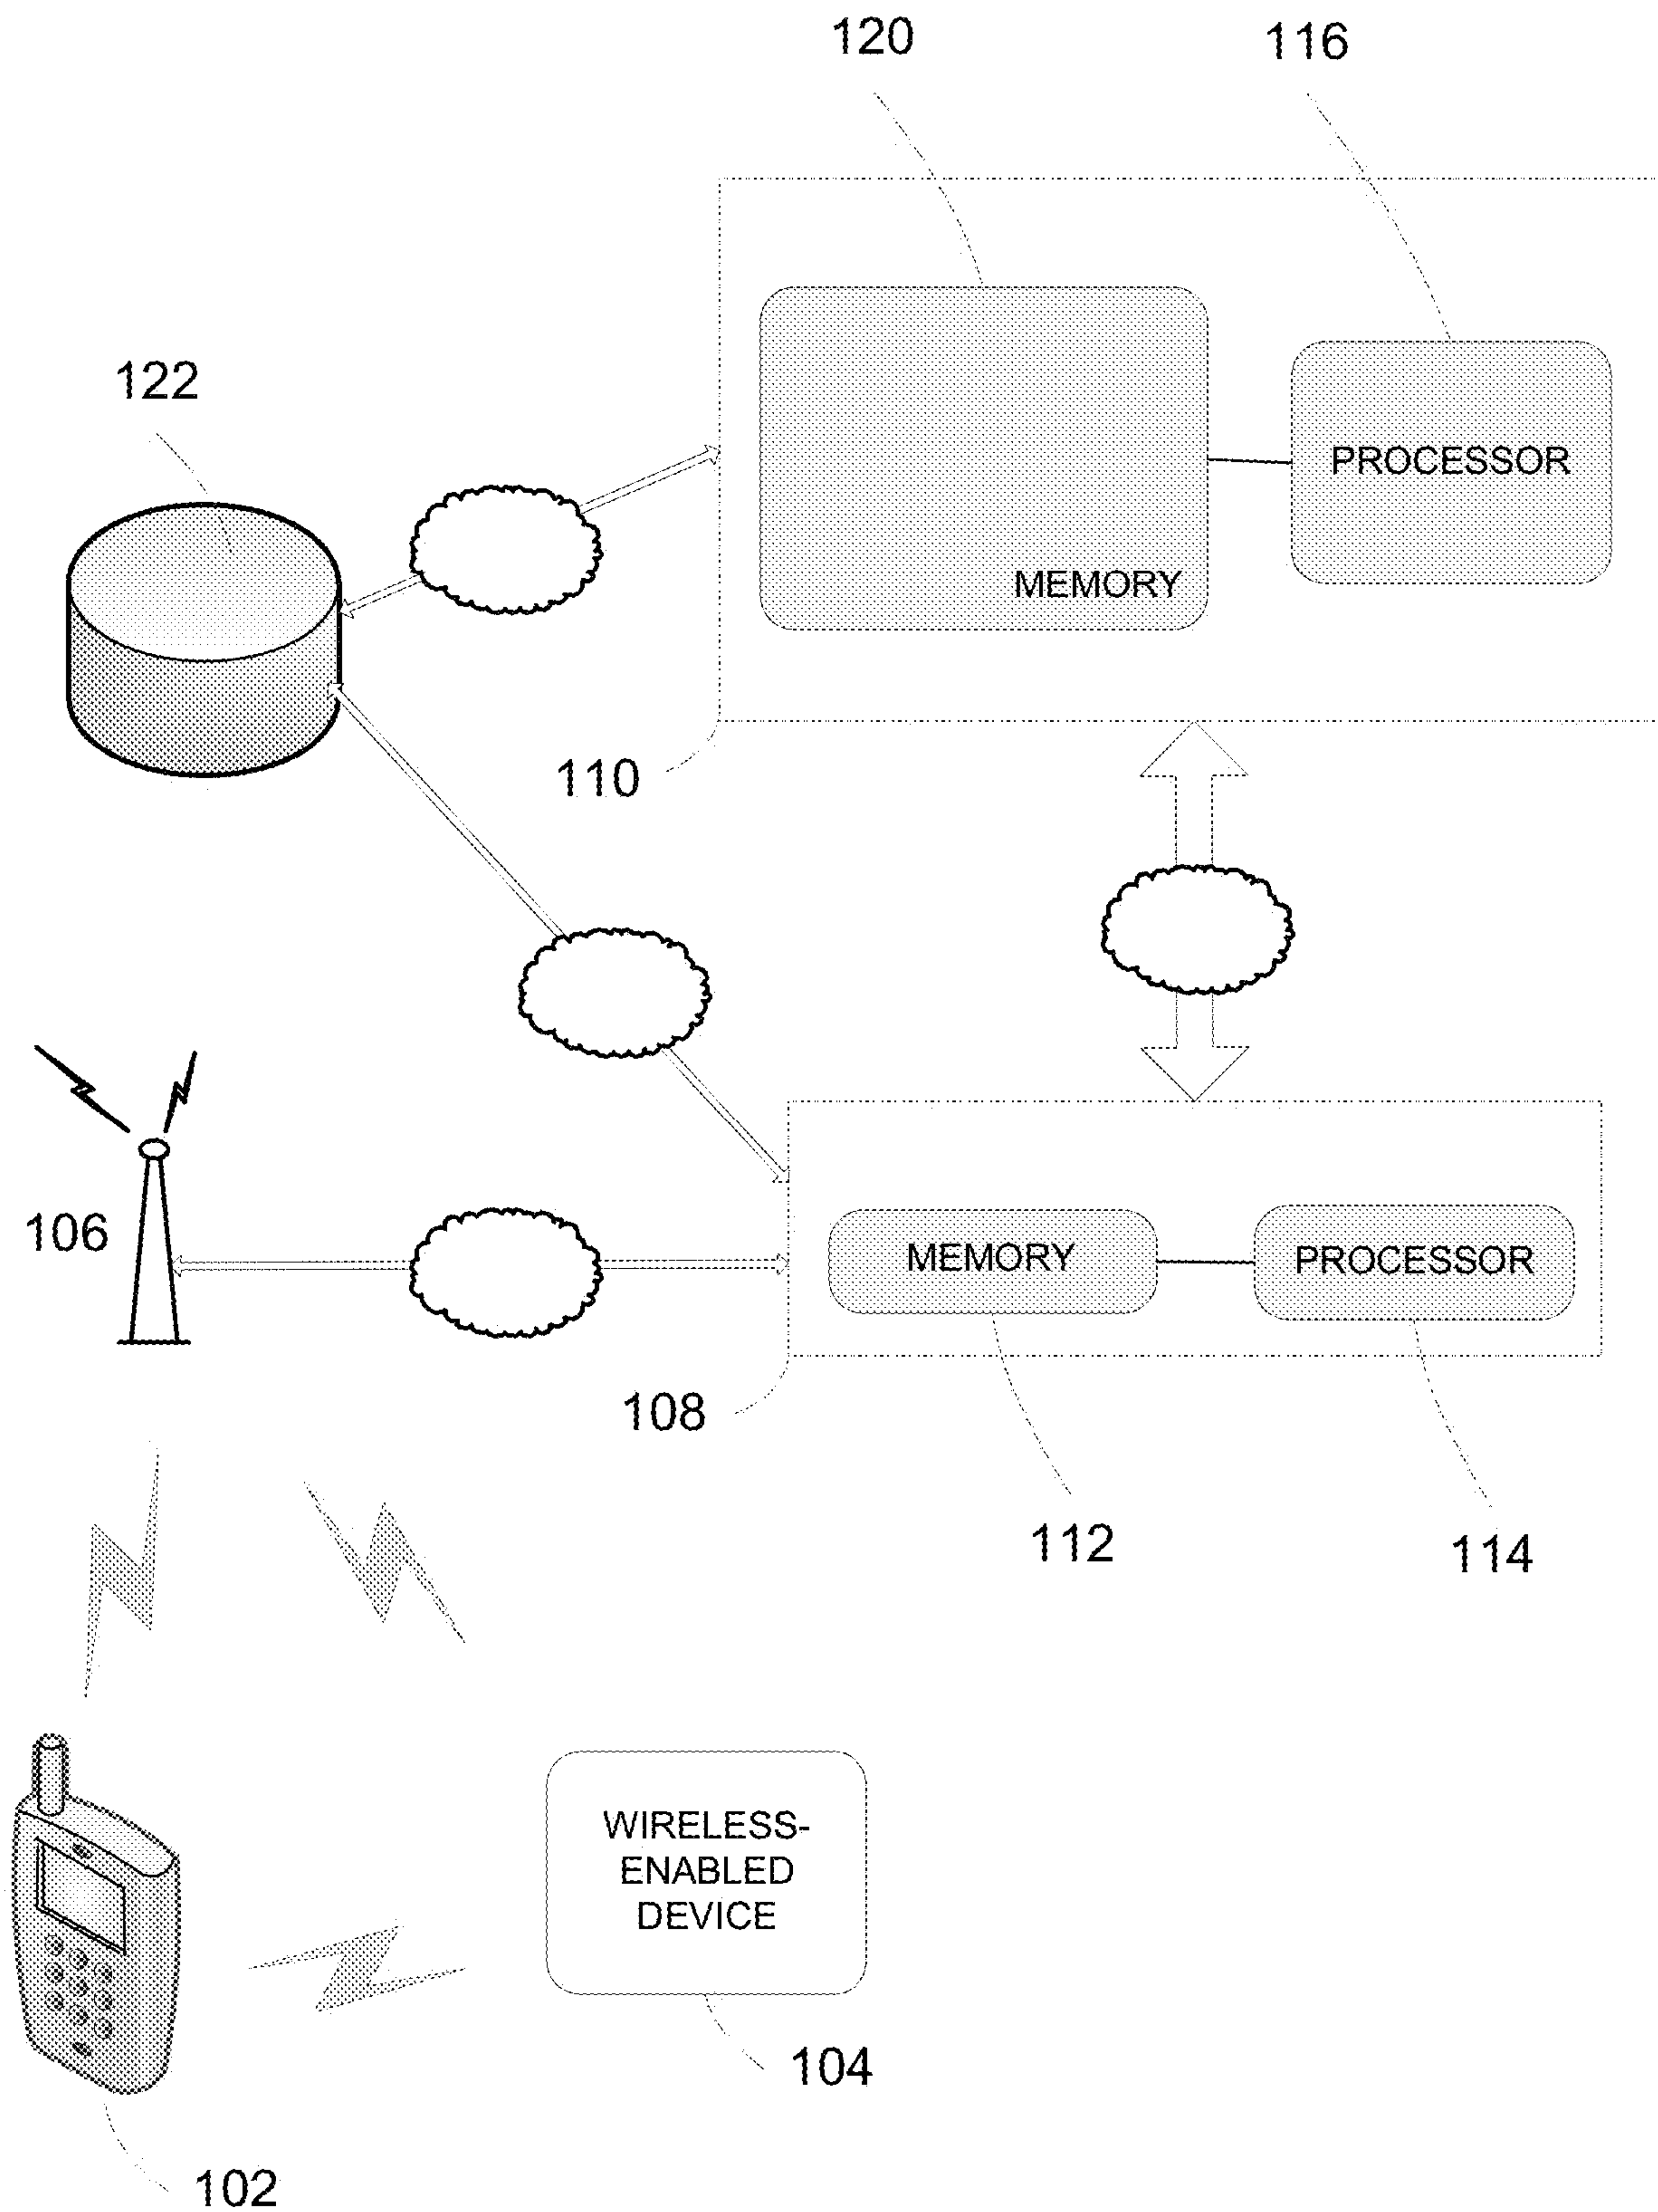 120
116
122
PROCESSOR
MEMORY
110
106
MEMORY
PROCESSOR
108
112
114
WIRELESS-
ENABLED
DEVICE
104
102